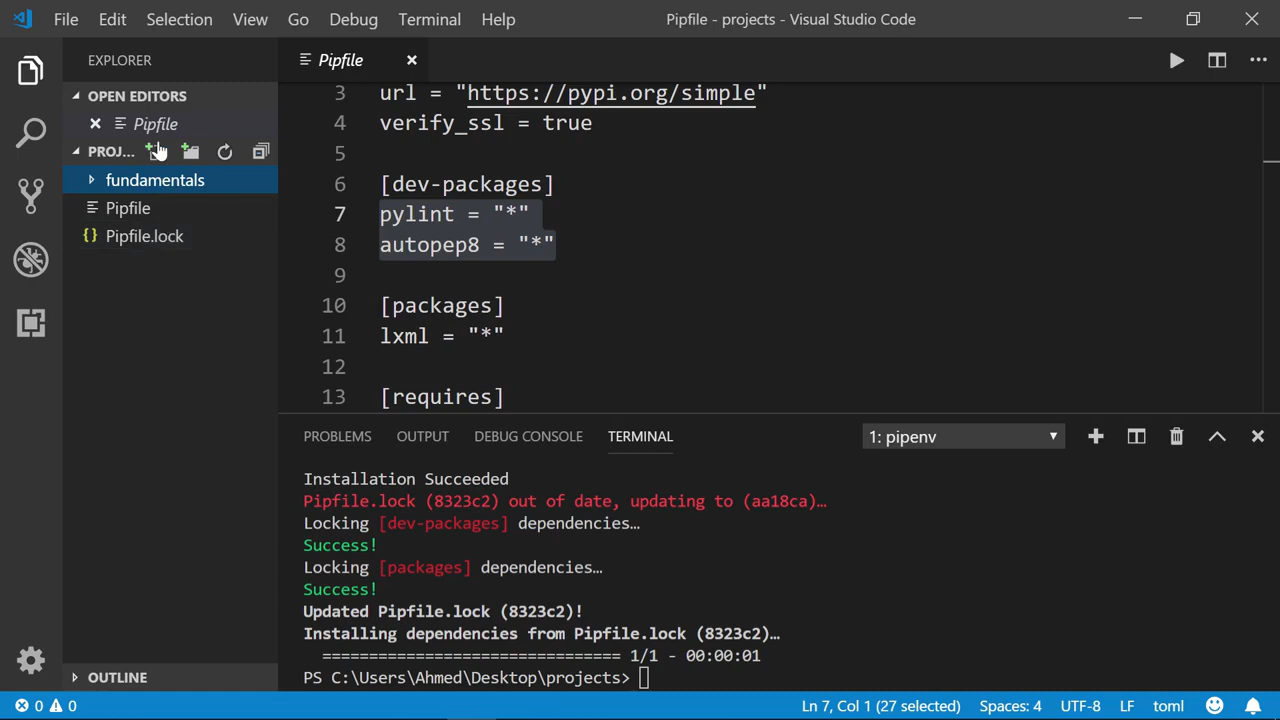 File Edit Selection View Go Debug Terminal Help Pipfile - projects - Visual Studio Code
EXPLORER
OPEN EDITORS
Pipfile
PROJ...
fundamentals
Pipfile
Pipfile.lock
OUTLINE
Pipfile
3 url = "https://pypi.org/simple"
4 verify_ssl = true
5
6 [dev-packages]
7 pylint = "*"
8 autopep8 = "*"
9
10 [packages]
11 lxml = "*"
12
13 [requires]
PROBLEMS OUTPUT DEBUG CONSOLE TERMINAL 1: pipenv
Installation Succeeded
Pipfile.lock (8323c2) out of date, updating to (aa18ca)…
Locking [dev-packages] dependencies…
Success!
Locking [packages] dependencies…
Success!
Updated Pipfile.lock (8323c2)!
Installing dependencies from Pipfile.lock (8323c2)…
================================ 1/1 - 00:00:01
PS C:\Users\Ahmed\Desktop\projects>
0 0 Ln 7, Col 1 (27 selected) Spaces: 4 UTF-8 LF toml